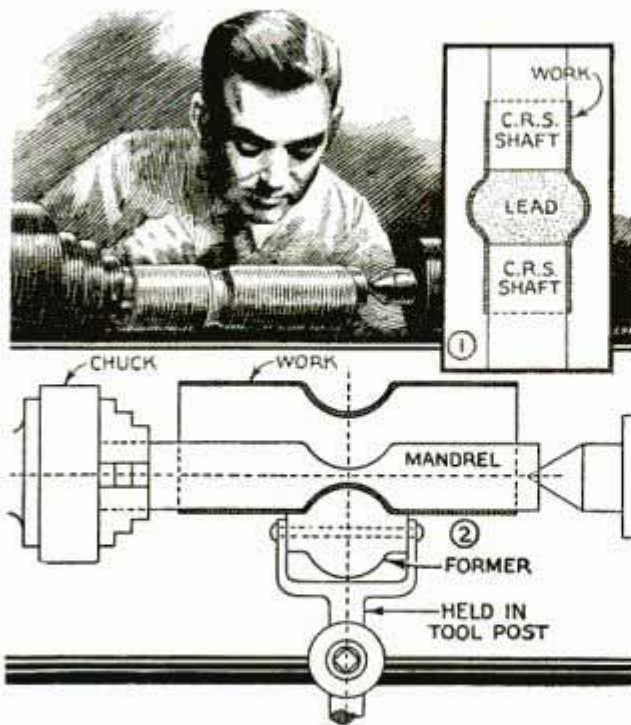 WORK
C.R.S.
SHAFT
LEAD
C.R.S.
SHAFT
1
CHUCK
WORK
MANDREL
2
FORMER
HELD IN
TOOL POST